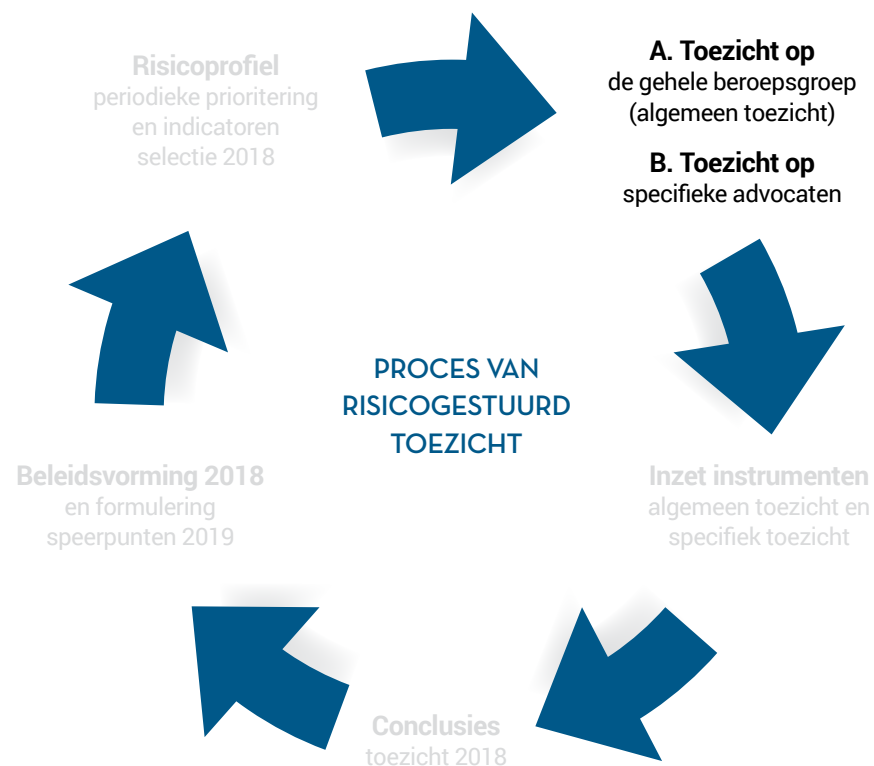 Risicoprofiel
periodieke prioritering
en indicatoren
selectie 2018
A. Toezicht op
de gehele beroepsgroep
(algemeen toezicht)
B. Toezicht op
specifieke advocaten
PROCES VAN
RISICOGESTUURD
TOEZICHT
Beleidsvorming 2018
en formulering
speerpunten 2019
Inzet instrumenten
algemeen toezicht en
specifiek toezicht
Conclusies
toezicht 2018